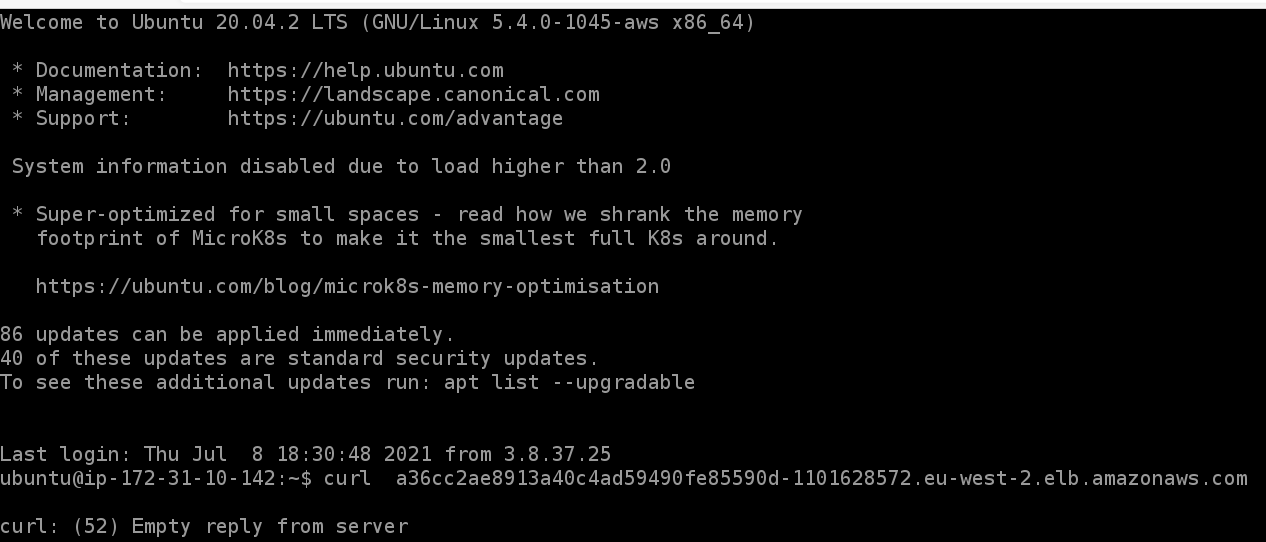 Welcome to Ubuntu 20.04.2 LTS (GNU/Linux 5.4.0-1045-aws x86_64)
* Documentation:  https://help.ubuntu.com
* Management:     https://landscape.canonical.com
* Support:        https://ubuntu.com/advantage
System information disabled due to load higher than 2.0
* Super-optimized for small spaces - read how we shrank the memory
footprint of MicroK8s to make it the smallest full K8s around.
https://ubuntu.com/blog/microk8s-memory-optimisation
86 updates can be applied immediately.
40 of these updates are standard security updates.
To see these additional updates run: apt list --upgradable
Last login: Thu Jul  8 18:30:48 2021 from 3.8.37.25
ubuntu@ip-172-31-10-142:~$ curl  a36cc2ae8913a40c4ad59490fe85590d-1101628572.eu-west-2.elb.amazonaws.com
curl: (52) Empty reply from server